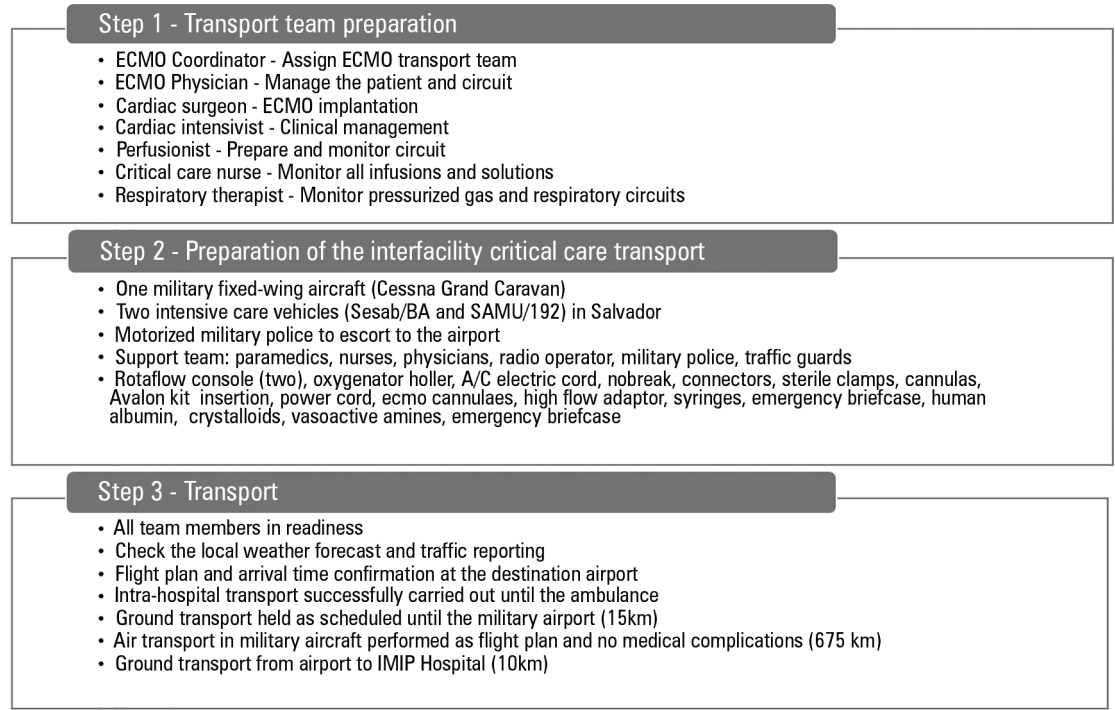 Step 1 - Transport team preparation
• ECMO Coordinator - Assign ECMO transport team
• ECMO Physician - Manage the patient and circuit
• Cardiac surgeon - ECMO implantation
• Cardiac intensivist - Clinical management
• Perfusionist - Prepare and monitor circuit
• Critical care nurse - Monitor all infusions and solutions
• Respiratory therapist - Monitor pressurized gas and respiratory circuits
Step 2 - Preparation of the interfacility critical care transport
• One military fixed-wing aircraft (Cessna Grand Caravan)
• Two intensive care vehicles (Sesab/BA and SAMU/192) in Salvador
• Motorized military police to escort to the airport
• Support team: paramedics, nurses, physicians, radio operator, military police, traffic guards
• Rotaflow console (two), oxygenator holler, A/C electric cord, nobreak, connectors, sterile clamps, cannulas,
Avalon kit insertion, power cord, ecmo cannulaes, high flow adaptor, syringes, emergency briefcase, human
albumin, crystalloids, vasoactive amines, emergency briefcase
Step 3 - Transport
• All team members in readiness
• Check the local weather forecast and traffic reporting
• Flight plan and arrival time confirmation at the destination airport
• Intra-hospital transport successfully carried out until the ambulance
• Ground transport held as scheduled until the military airport (15km)
• Air transport in military aircraft performed as flight plan and no medical complications (675 km)
• Ground transport from airport to IMIP Hospital (10km)